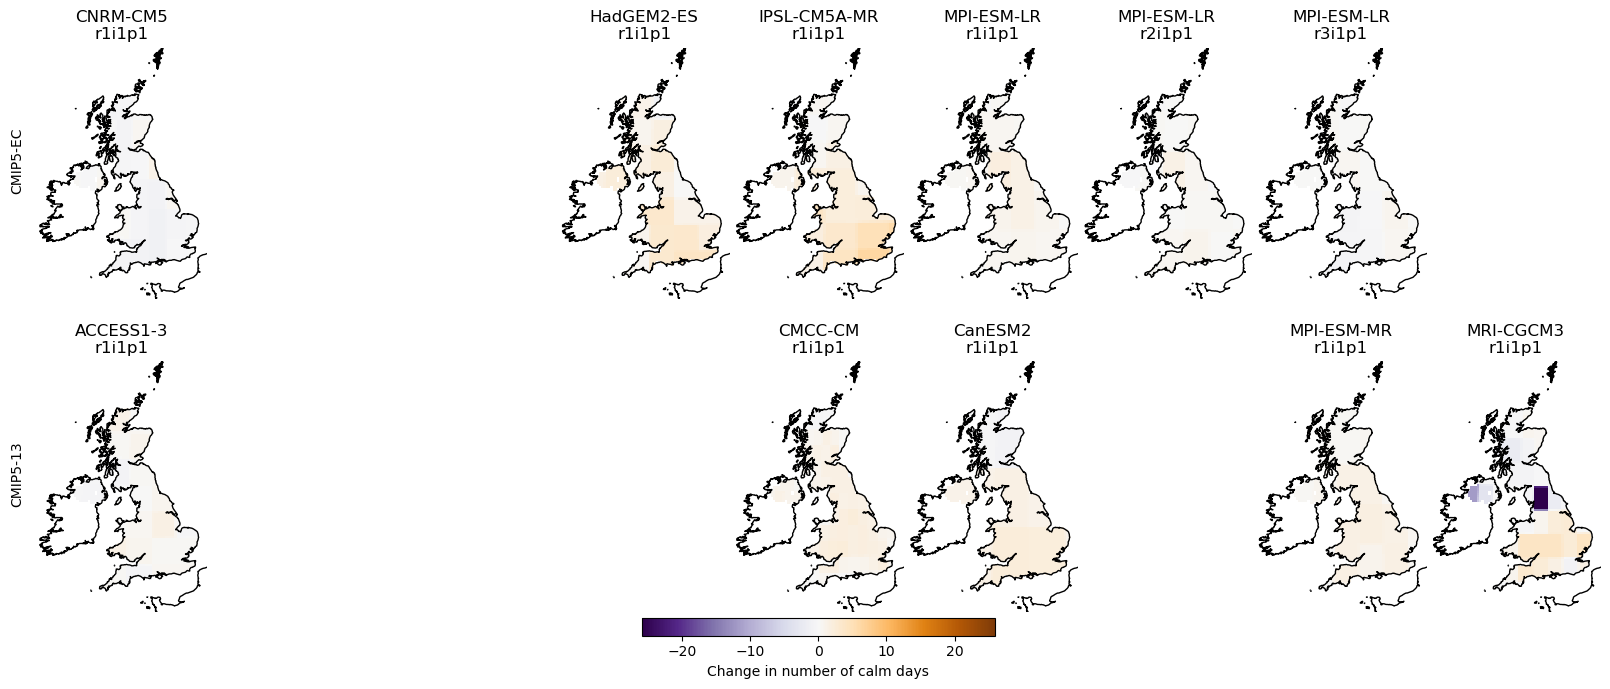 CNRM-CM5
r1i1p1
HadGEM2-ES
r1i1p1
IPSL-CM5A-MR
r1i1p1
MPI-ESM-LR
r1i1p1
MPI-ESM-LR
r2i1p1
MPI-ESM-LR
r3i1p1
CMIP5-EC
ACCESS1-3
r1i1p1
CMCC-CM
r1i1p1
CanESM2
r1i1p1
MPI-ESM-MR
r1i1p1
MRI-CGCM3
r1i1p1
CMIP5-13
−20 −10 0 10 20
Change in number of calm days